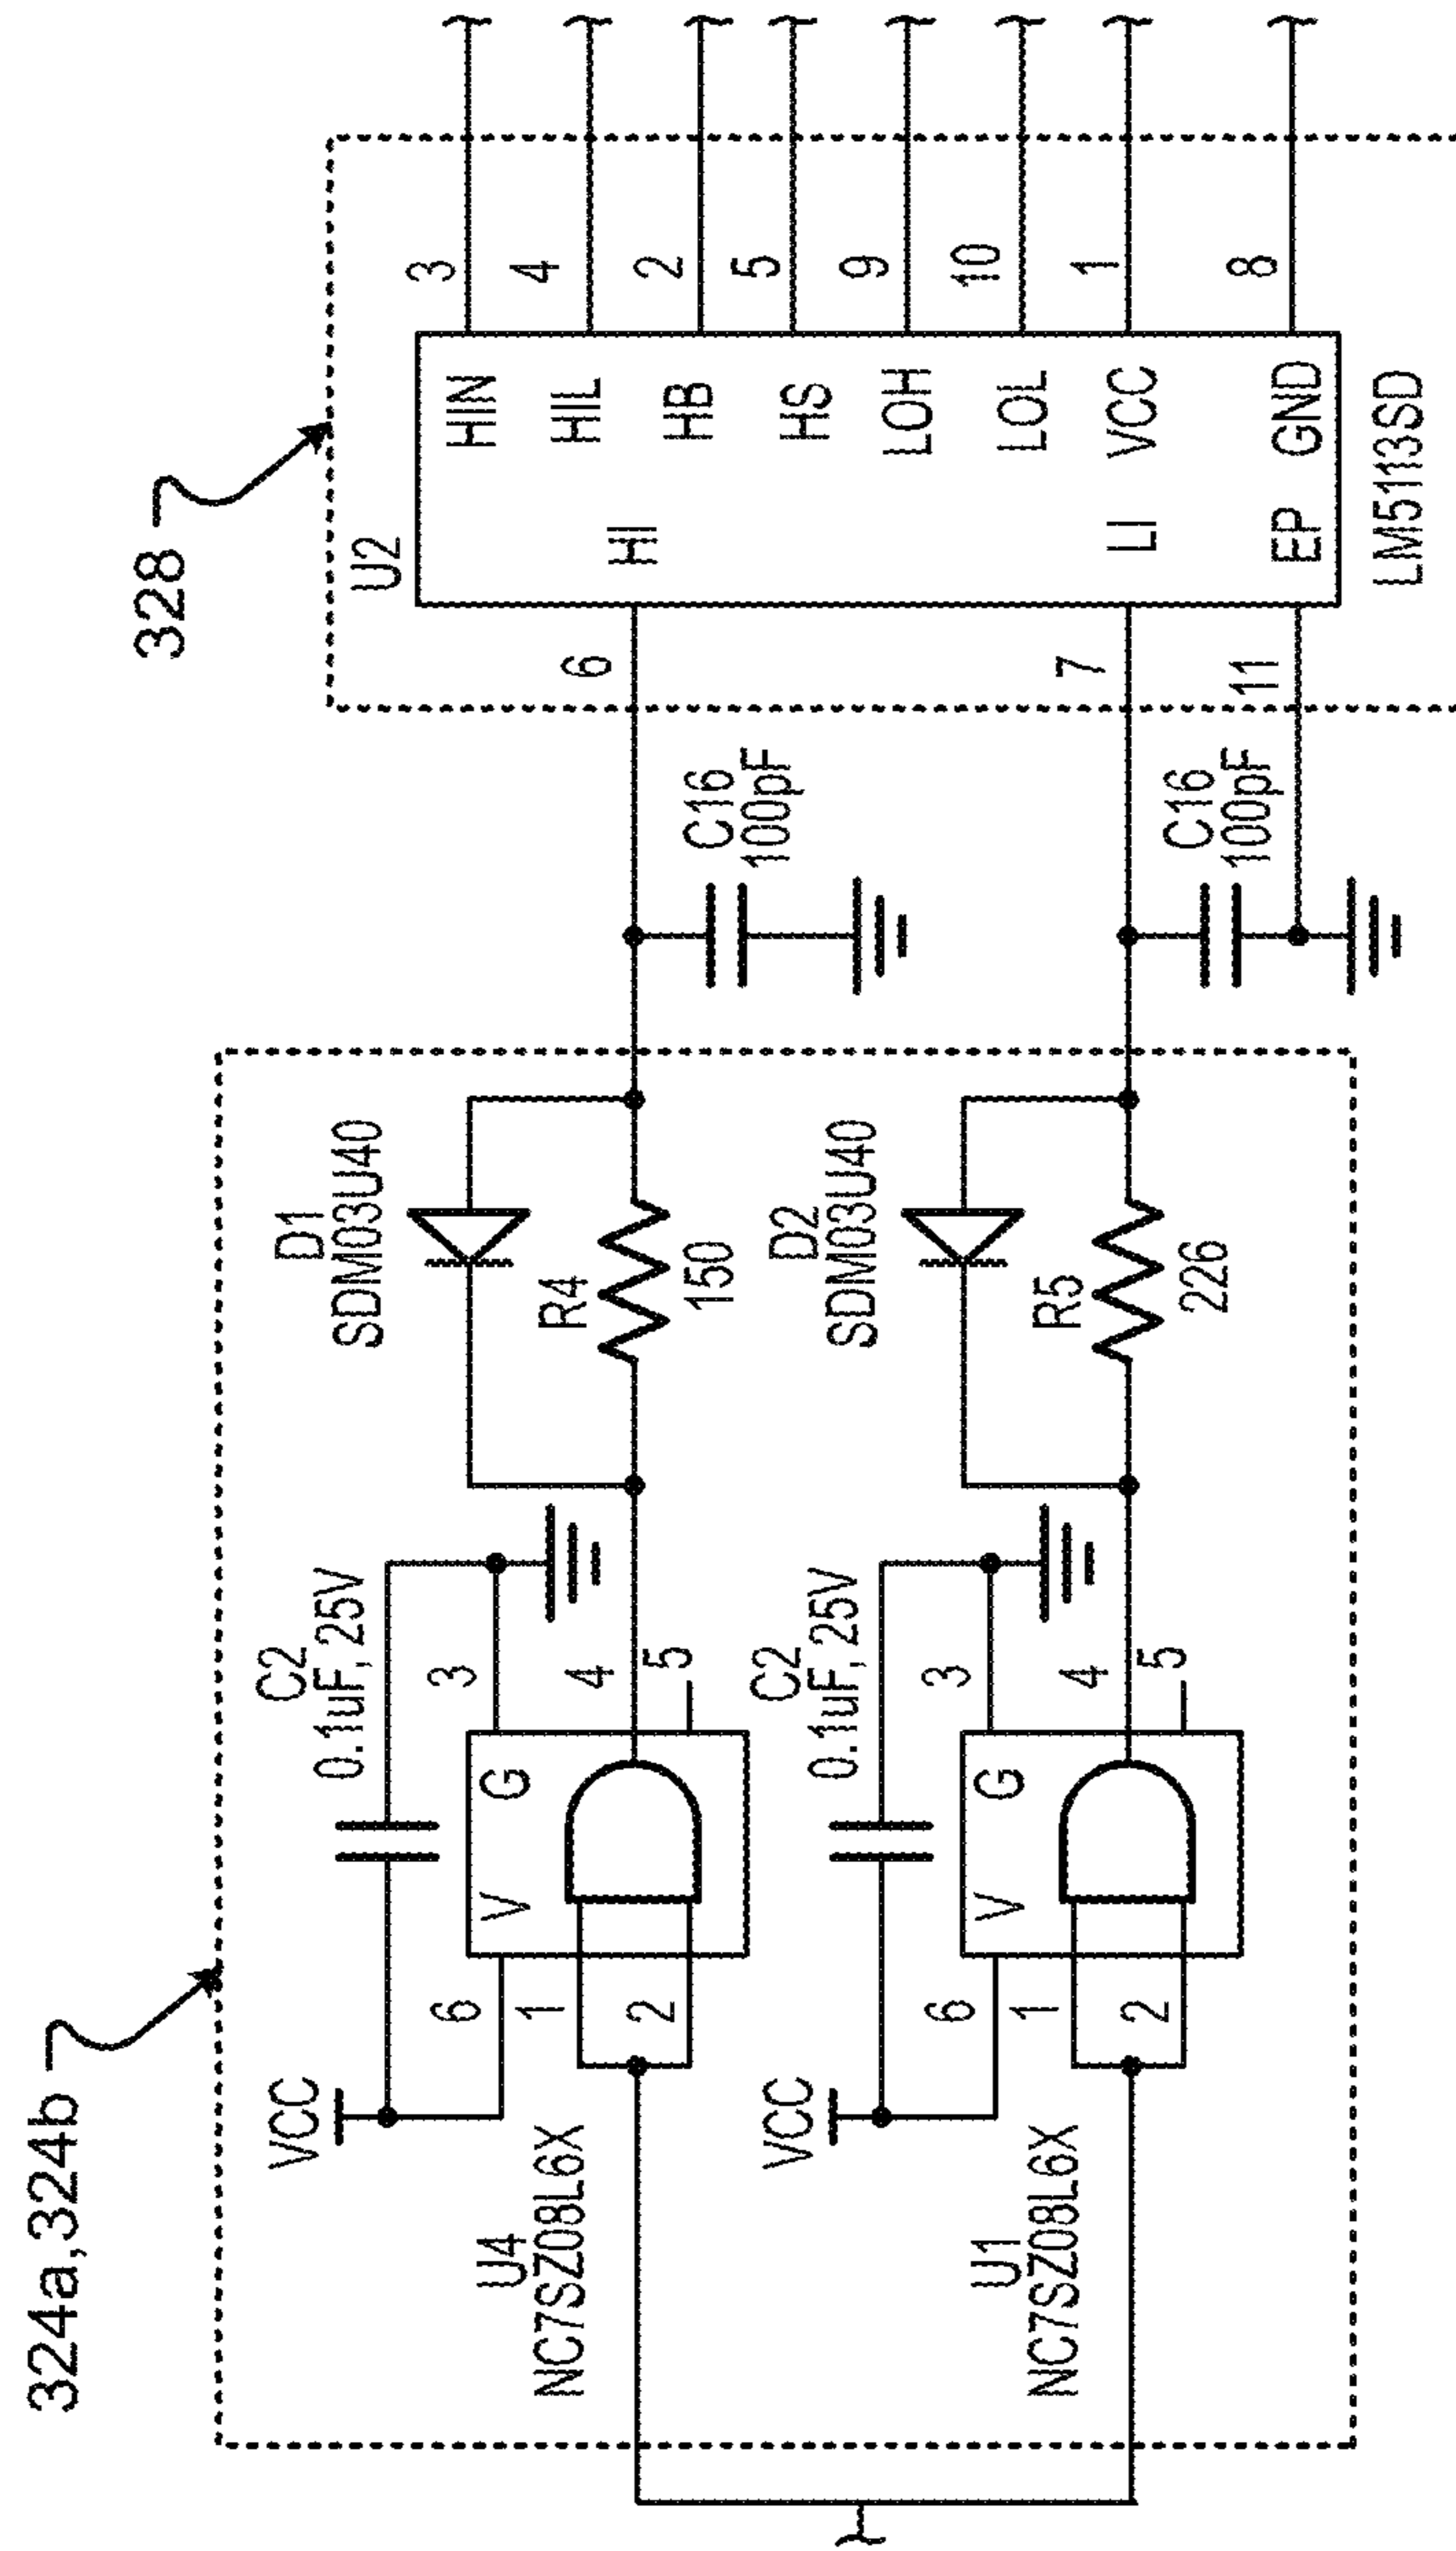 324a,324b
328
VCC
C2
0.1uF, 25V
6
V
G
3
1
2
4
5
U4
NC7SZ08L6X
D1
SDM03U40
R4
150
C16
100pF
6
U2
HI
HIN
3
HIL
4
HB
2
HS
5
LOH
9
LOL
10
VCC
1
GND
8
LI
EP
7
11
LM5113SD
VCC
C2
0.1uF, 25V
6
V
G
3
1
2
4
5
U1
NC7SZ08L6X
D2
SDM03U40
R5
226
C16
100pF